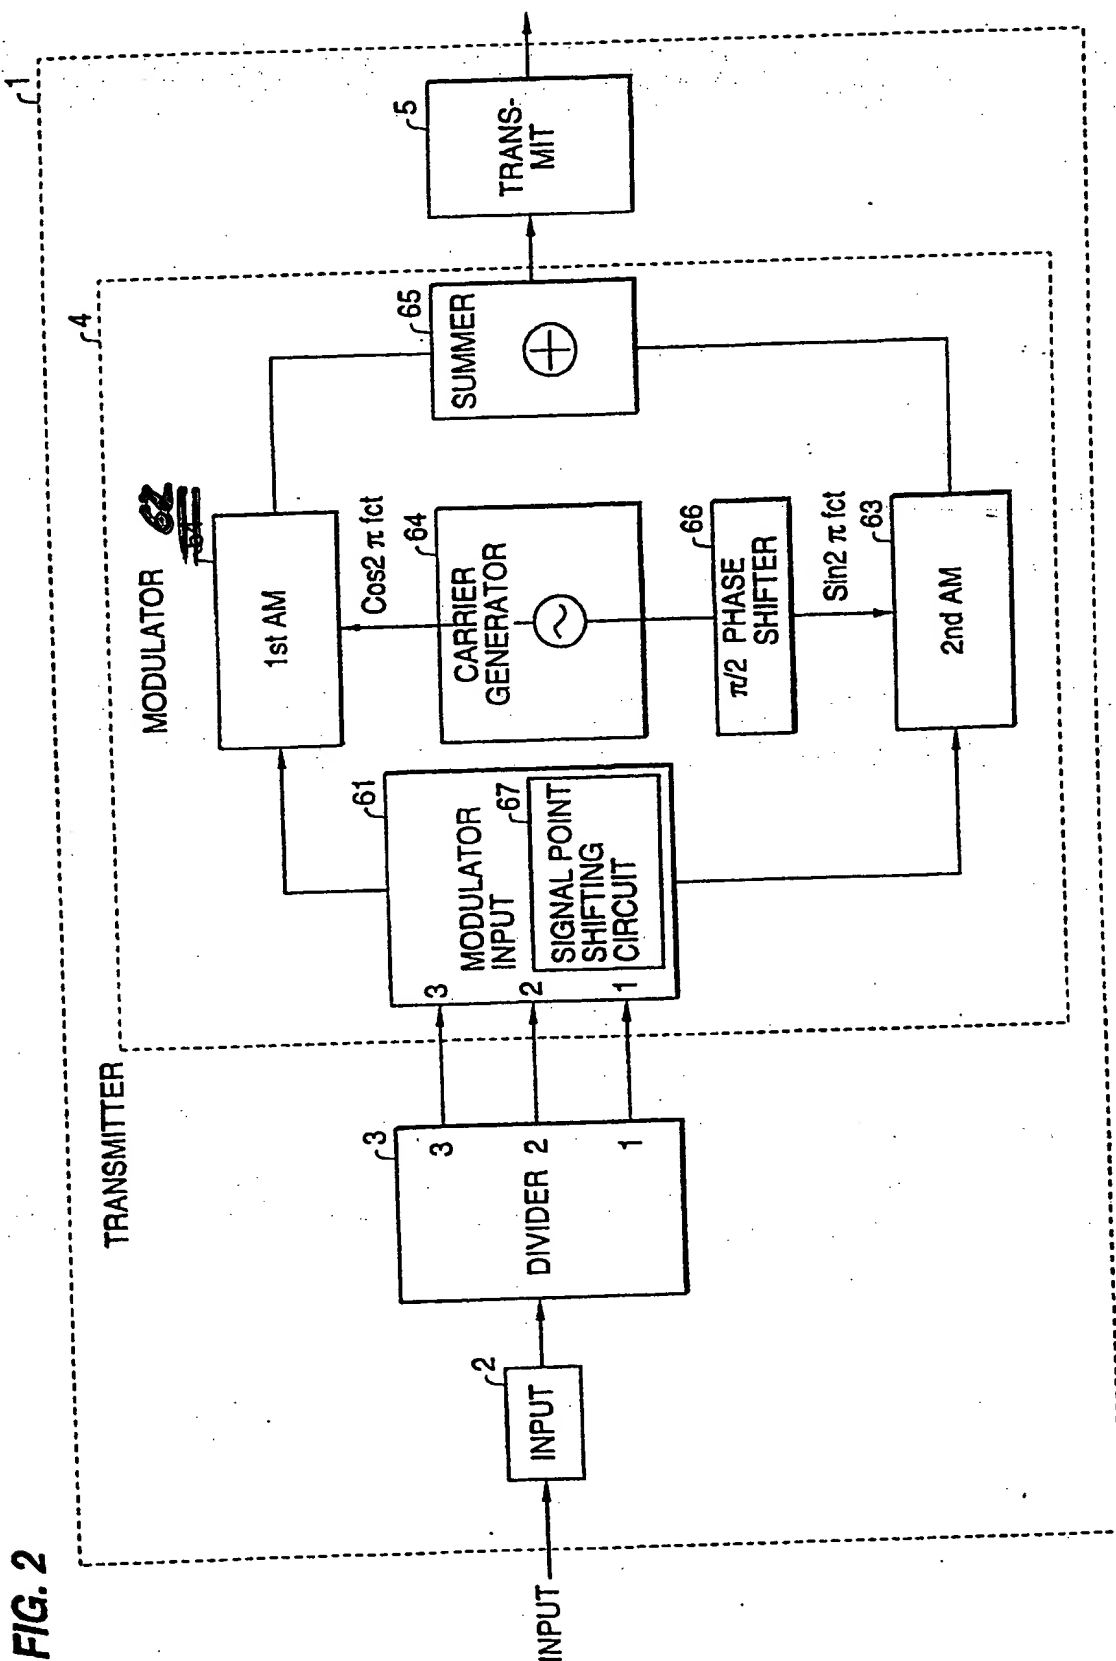 FIG. 2
1
TRANSMITTER
4
MODULATOR
62
1st AM
Cos2 π fct
64
CARRIER
GENERATOR
66
π/2 PHASE
SHIFTER
Sin2 π fct
63
2nd AM
65
SUMMER
5
TRANS-
MIT
61
MODULATOR
INPUT
67
SIGNAL POINT
SHIFTING
CIRCUIT
3
2
1
3
DIVIDER
3
2
1
2
INPUT
INPUT